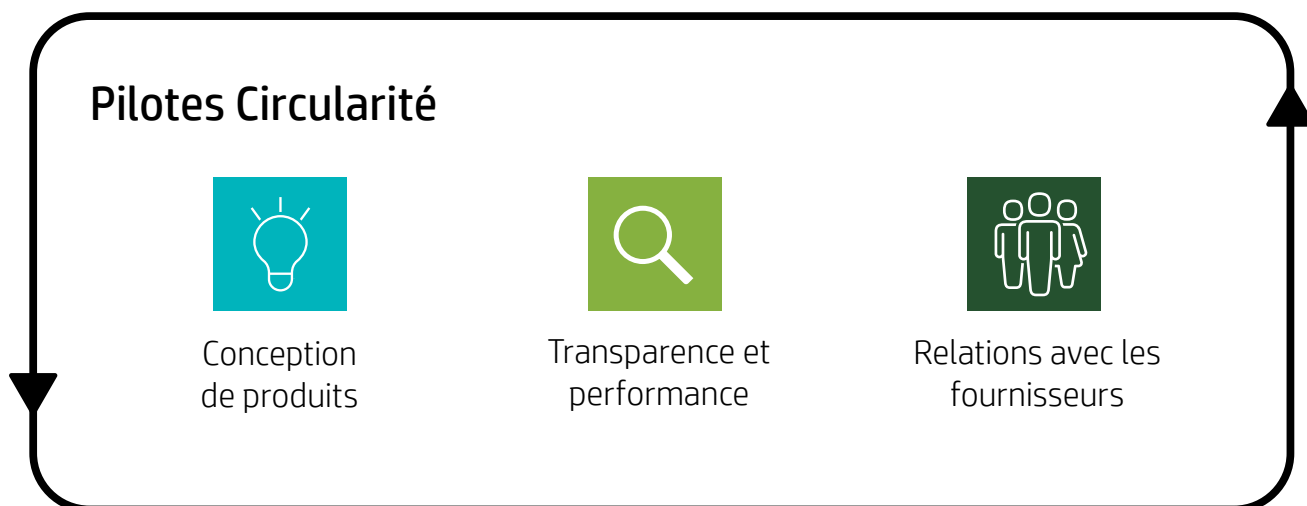 Pilotes Circularité
Conception
de produits
Transparence et
performance
Relations avec les
fournisseurs